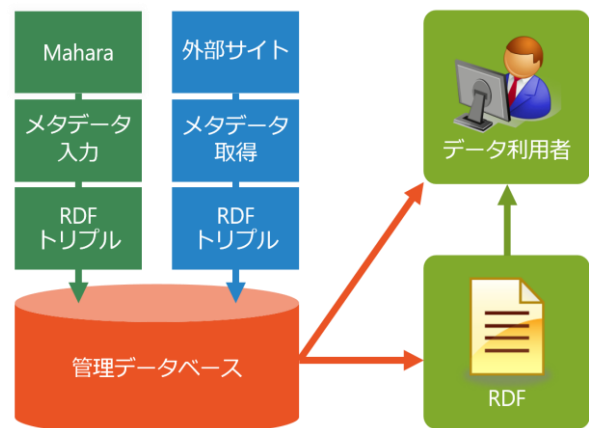 Mahara
メタデータ
入力
RDF
トリプル
外部サイト
メタデータ
取得
RDF
トリプル
管理データベース
データ利用者
RDF